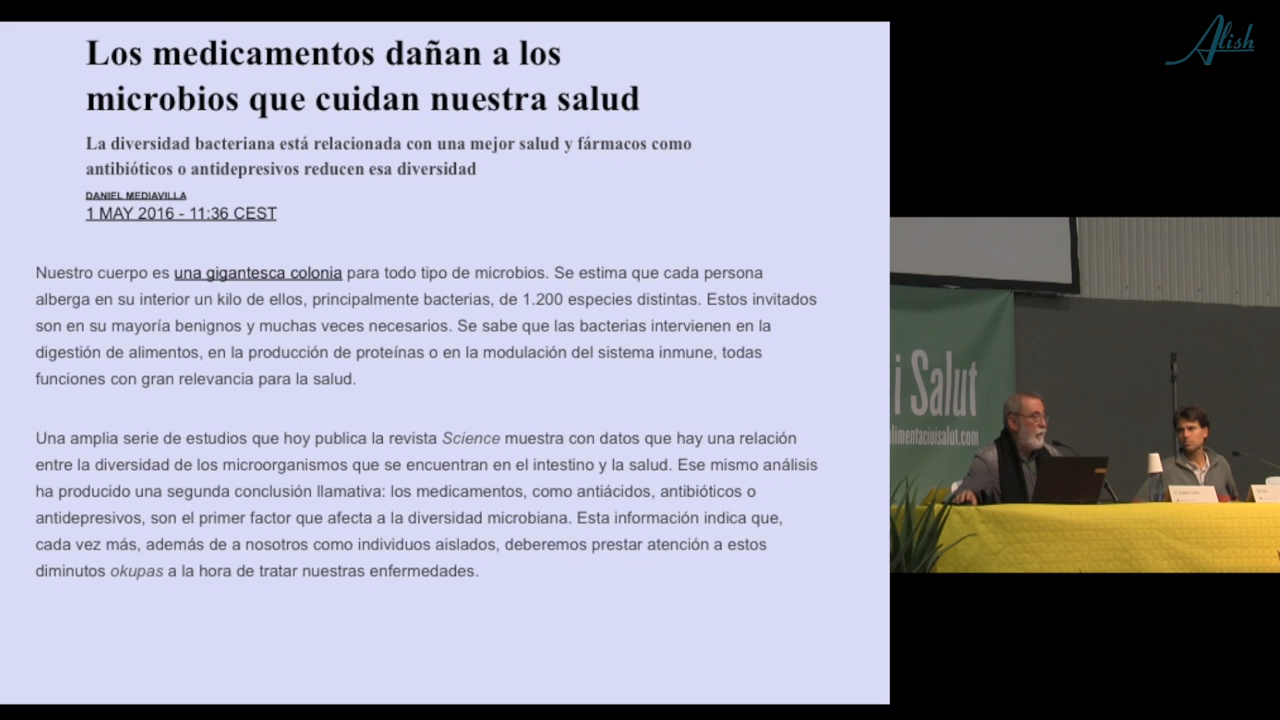 Los medicamentos dañan a los
microbios que cuidan nuestra salud
La diversidad bacteriana está relacionada con una mejor salud y fármacos como
antibióticos o antidepresivos reducen esa diversidad
DANIEL MEDIAVILLA
1 MAY 2016 - 11:36 CEST
Nuestro cuerpo es una gigantesca colonia para todo tipo de microbios. Se estima que cada persona
alberga en su interior un kilo de ellos, principalmente bacterias, de 1.200 especies distintas. Estos invitados
son en su mayoría benignos y muchas veces necesarios. Se sabe que las bacterias intervienen en la
digestión de alimentos, en la producción de proteínas o en la modulación del sistema inmune, todas
funciones con gran relevancia para la salud.
Una amplia serie de estudios que hoy publica la revista Science muestra con datos que hay una relación
entre la diversidad de los microorganismos que se encuentran en el intestino y la salud. Ese mismo análisis
ha producido una segunda conclusión llamativa: los medicamentos, como antiácidos, antibióticos o
antidepresivos, son el primer factor que afecta a la diversidad microbiana. Esta información indica que,
cada vez más, además de a nosotros como individuos aislados, deberemos prestar atención a estos
diminutos okupas a la hora de tratar nuestras enfermedades.
Alish
i Salut
alimentacioisalut.com